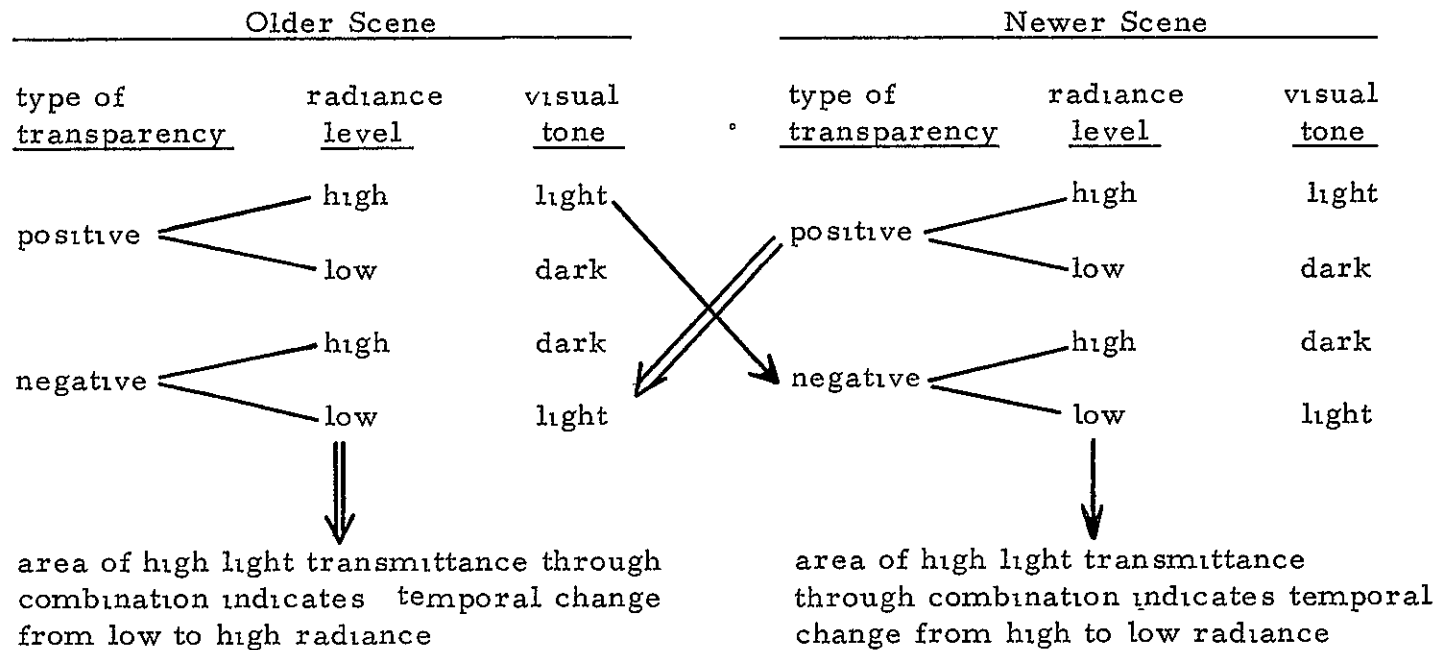 Older Scene Newer Scene
type of radiance visual type of radiance visual
transparency level tone transparency level tone
high light high light
positive positive
low dark low dark
high dark high dark
negative negative
low light low light
area of high light transmittance through
combination indicates temporal change
from low to high radiance
area of high light transmittance
through combination indicates temporal
change from high to low radiance